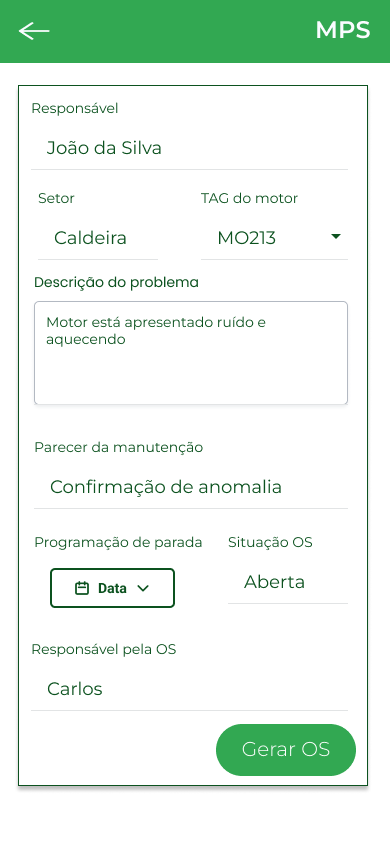 MPS
Responsável
João da Silva
Setor
TAG do motor
Caldeira
MO213
Descrição do problema
Motor está apresentado ruído e
aquecendo
Parecer da manutenção
Confirmação de anomalia
Programação de parada
Situação OS
Data
Aberta
Responsável pela OS
Carlos
Gerar OS